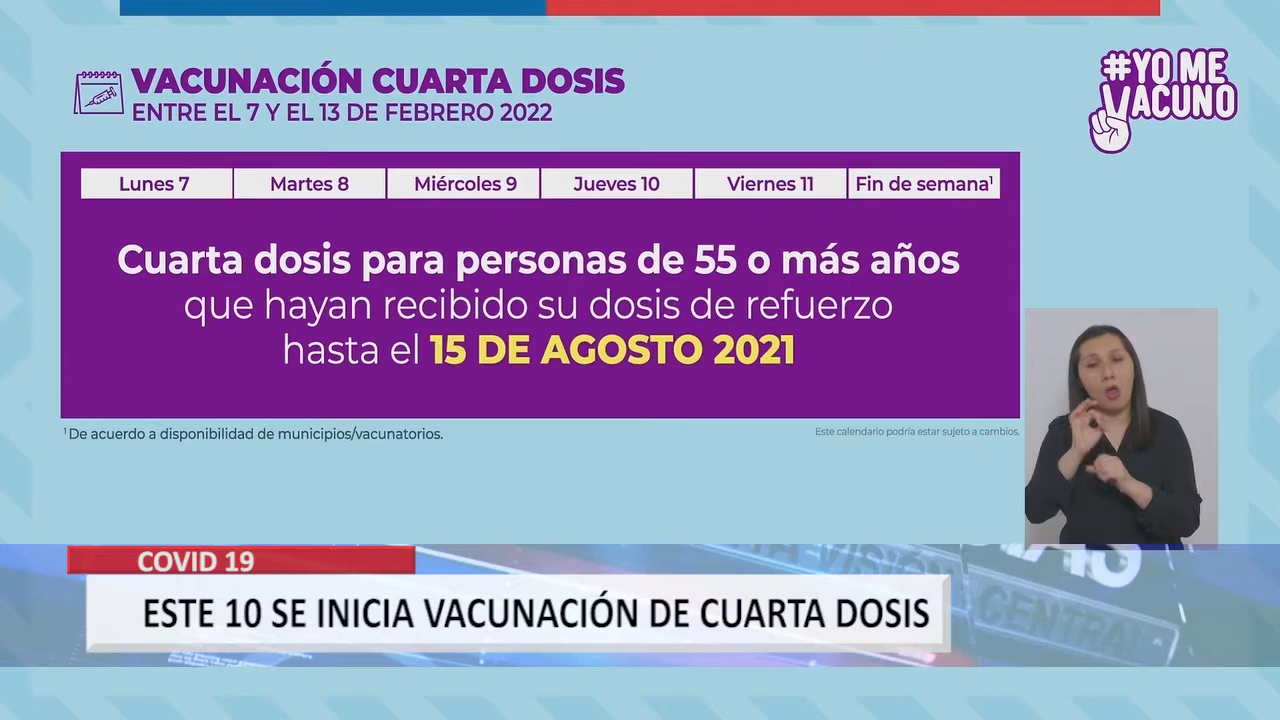 VACUNACIÓN CUARTA DOSIS
ENTRE EL 7 Y EL 13 DE FEBRERO 2022
#YO ME
VACUNO
Lunes 7
Martes 8
Miércoles 9
Jueves 10
Viernes 11
Fin de semana¹
Cuarta dosis para personas de 55 o más años
que hayan recibido su dosis de refuerzo
hasta el 15 DE AGOSTO 2021
¹ De acuerdo a disponibilidad de municipios/vacunatorios.
Este calendario podría estar sujeto a cambios.
COVID 19
ESTE 10 SE INICIA VACUNACIÓN DE CUARTA DOSIS
CENTRAL